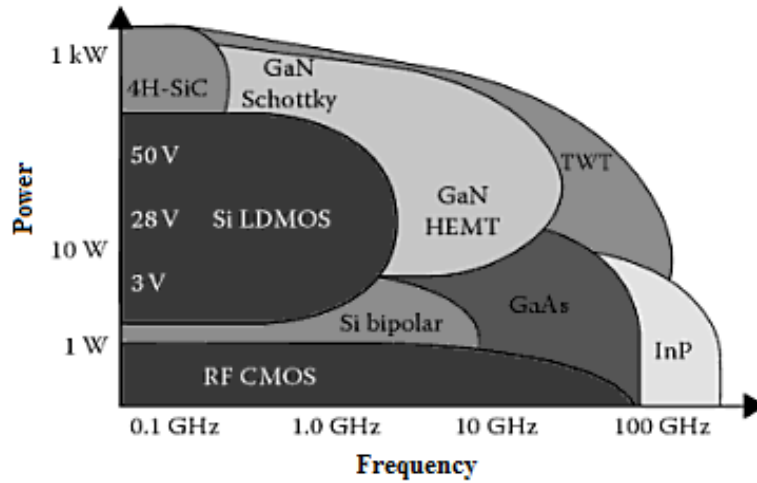 1 kW
10 W
1 W
Power
4H-SiC
GaN
Schottky
50 V
28 V
3 V
Si LDMOS
GaN
HEMT
TWT
Si bipolar
GaAs
InP
RF CMOS
0.1 GHz
1.0 GHz
10 GHz
100 GHz
Frequency